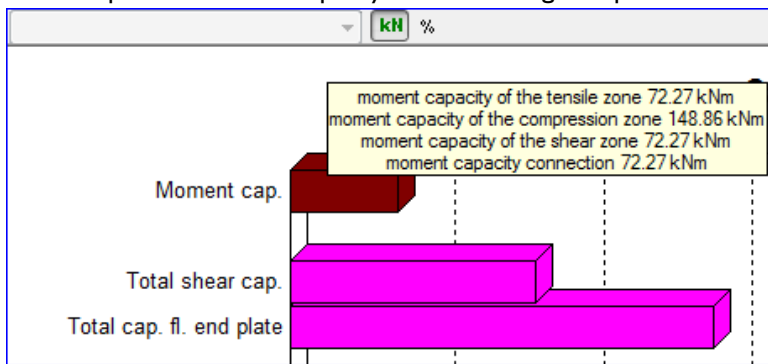 kN %
moment capacity of the tensile zone 72.27 kNm
moment capacity of the compression zone 148.86 kNm
moment capacity of the shear zone 72.27 kNm
moment capacity connection 72.27 kNm
Moment cap.
Total shear cap.
Total cap. fl. end plate